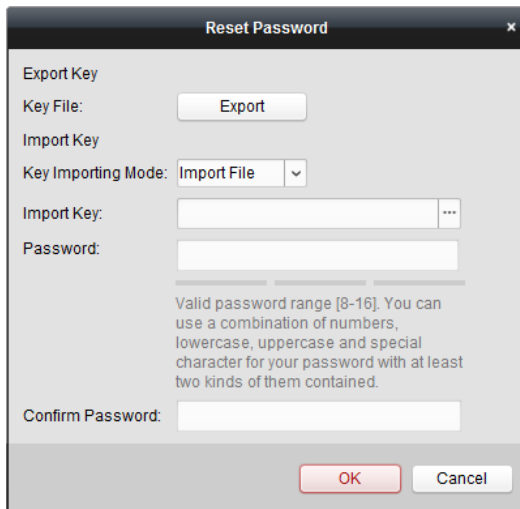 Reset Password ×
Export Key
Key File: Export
Import Key
Key Importing Mode: Import File
Import Key: ...
Password:
Valid password range [8-16]. You can
use a combination of numbers,
lowercase, uppercase and special
character for your password with at least
two kinds of them contained.
Confirm Password:
OK Cancel